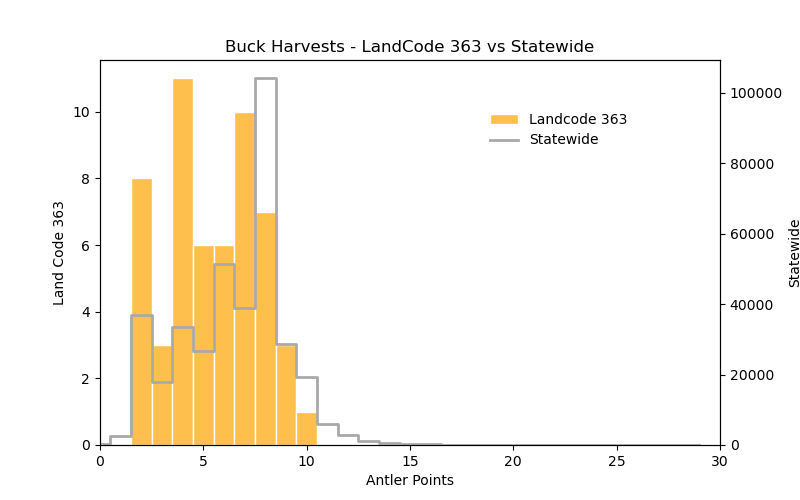 Buck Harvests - LandCode 363 vs Statewide
Landcode 363
Statewide
Land Code 363
10
8
6
4
2
0
100000
80000
60000
40000
20000
0
Statewide
0 5 10 15 20 25 30
Antler Points